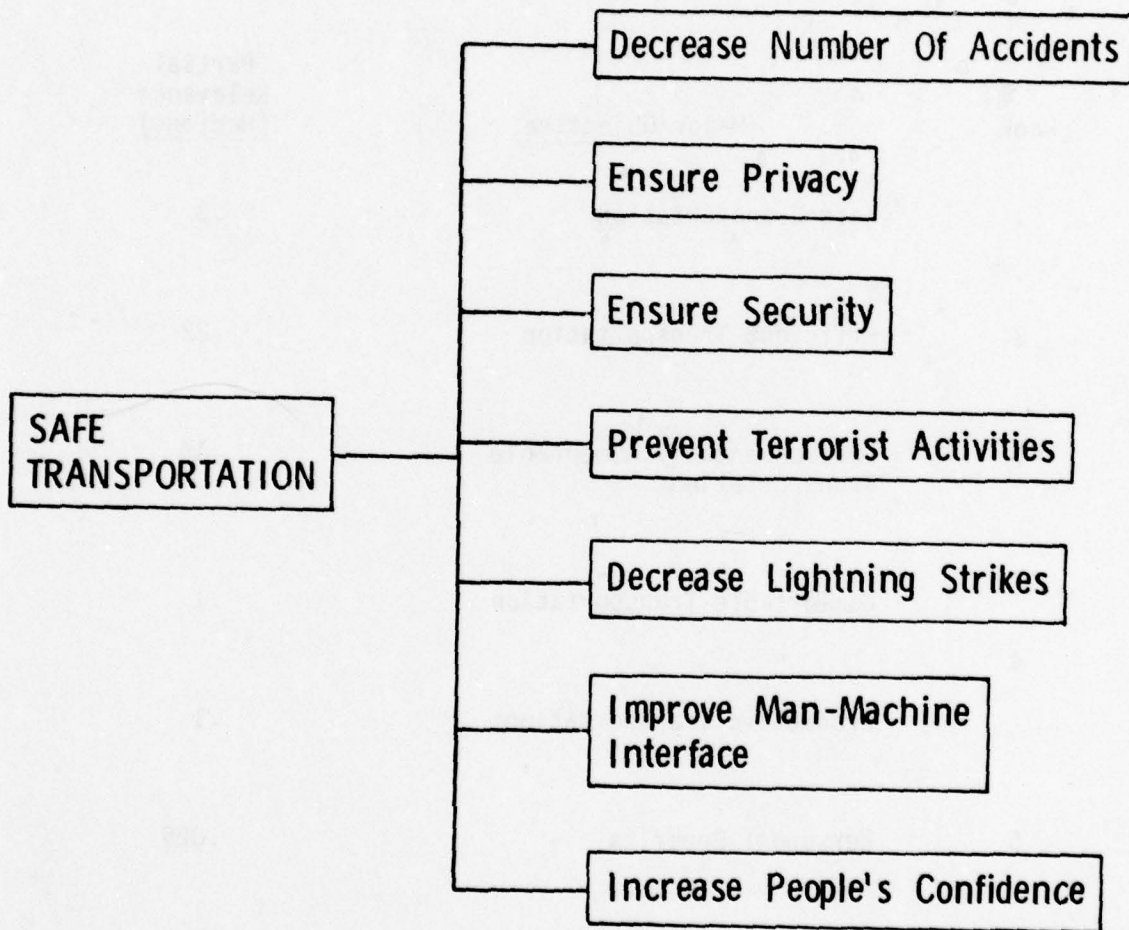 Decrease Number Of Accidents
Ensure Privacy
Ensure Security
SAFE
TRANSPORTATION
Prevent Terrorist Activities
Decrease Lightning Strikes
Improve Man-Machine
Interface
Increase People's Confidence